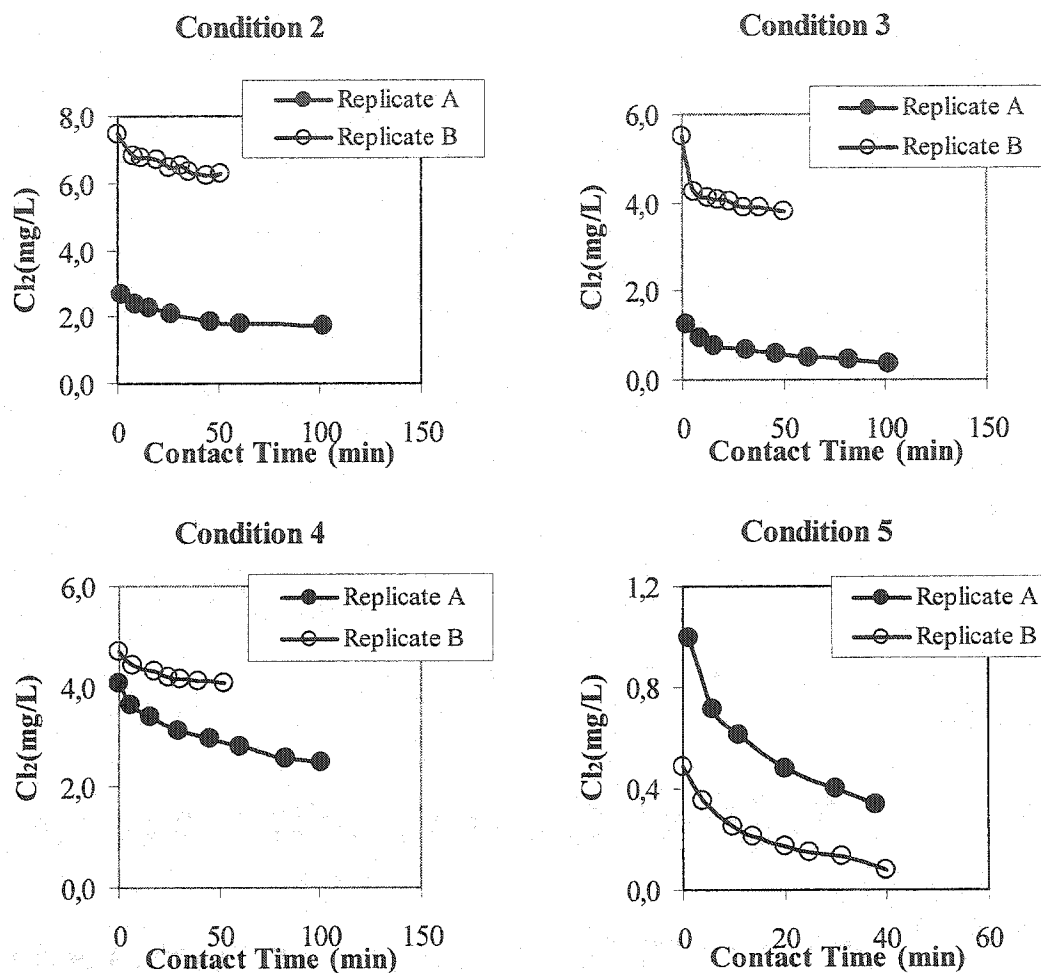 Condition 2
Replicate A
Replicate B
8,0
6,0
4,0
2,0
0,0
Cl₂(mg/L)
0 50 100 150
Contact Time (min)
Condition 3
Replicate A
Replicate B
6,0
4,0
2,0
0,0
Cl₂(mg/L)
0 50 100 150
Contact Time (min)
Condition 4
Replicate A
Replicate B
6,0
4,0
2,0
0,0
Cl₂(mg/L)
0 50 100 150
Contact Time (min)
Condition 5
Replicate A
Replicate B
1,2
0,8
0,4
0,0
Cl₂(mg/L)
0 20 40 60
Contact Time (min)